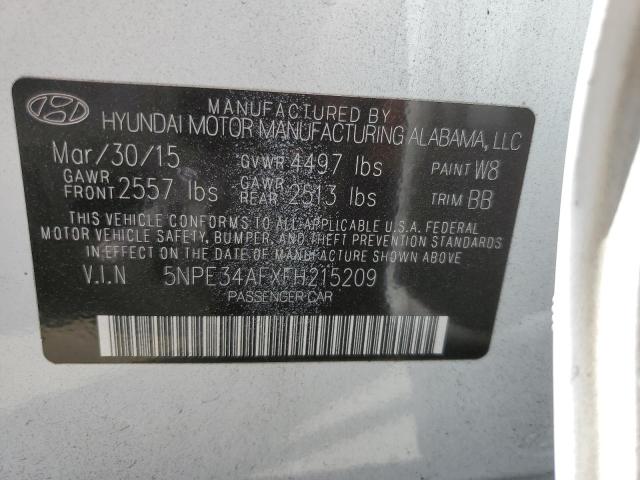 MANUFACTURED BY
HYUNDAI MOTOR MANUFACTURING ALABAMA, LLC
Mar/30/15 GVWR 4497 lbs PAINT W8
GAWR FRONT 2557 lbs GAWR REAR 2513 lbs TRIM BB
THIS VEHICLE CONFORMS TO ALL APPLICABLE U.S.A. FEDERAL
MOTOR VEHICLE SAFETY, BUMPER, AND THEFT PREVENTION
STANDARDS IN EFFECT ON THE DATE OF MANUFACTURE SHOWN ABOVE.
V.I.N 5NPE34AFXFH215209
PASSENGER CAR